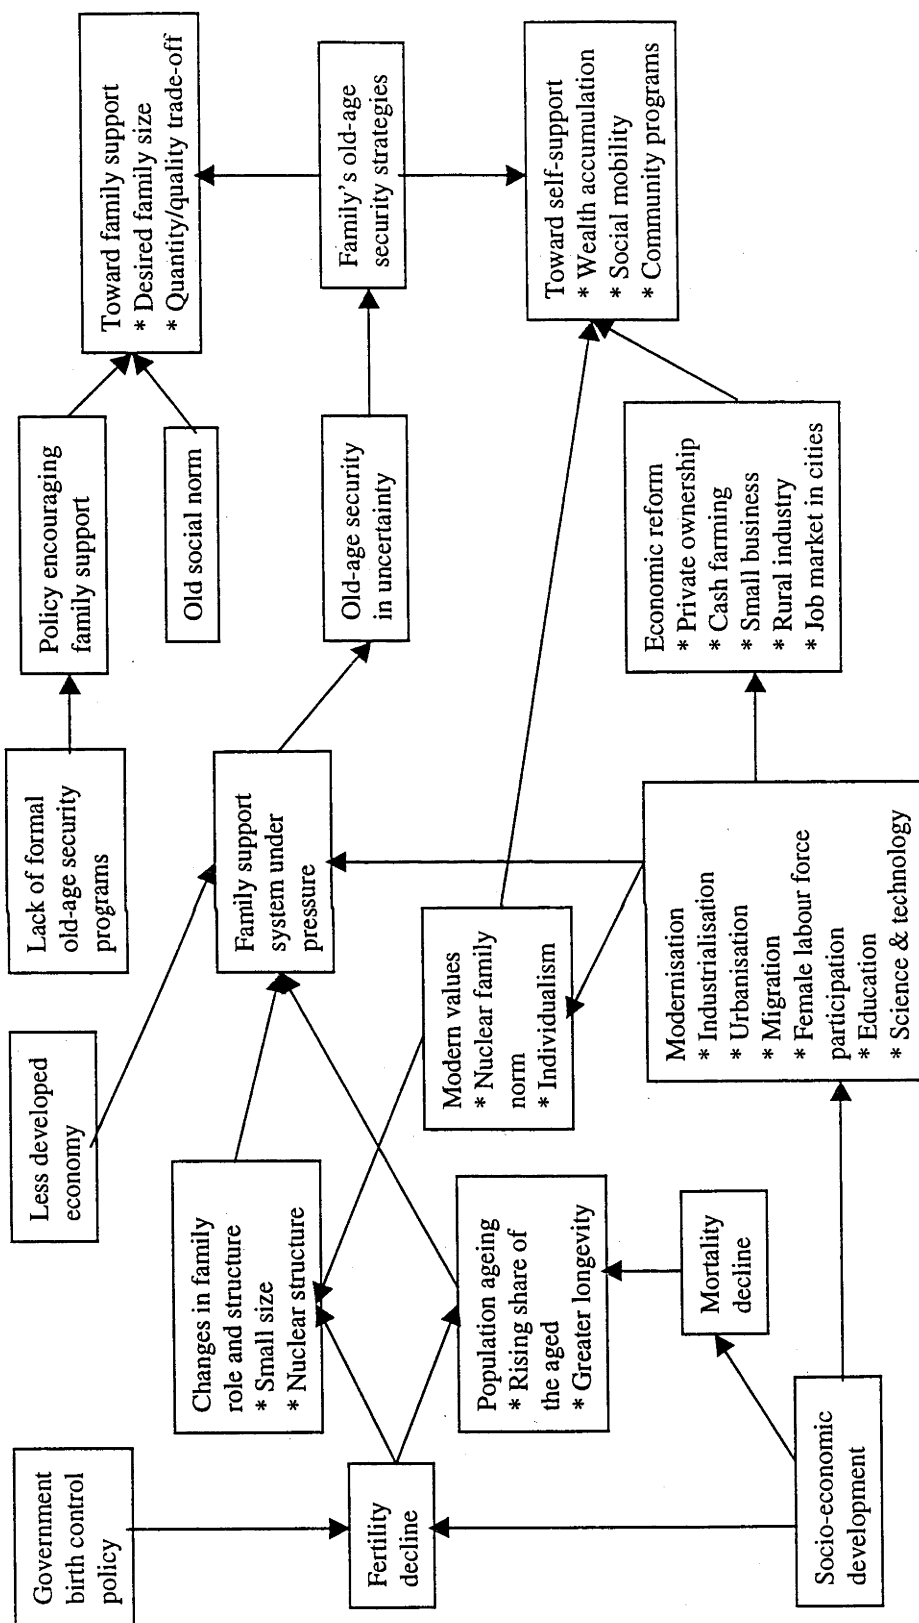 Government
birth control
policy
Less developed
economy
Lack of formal
old-age security
programs
Policy encouraging
family support
Toward family support
* Desired family size
* Quantity/quality trade-off
Old social norm
Changes in family
role and structure
* Small size
* Nuclear structure
Family support
system under
pressure
Fertility
decline
Old-age security
in uncertainty
Family's old-age
security strategies
Population ageing
* Rising share of
the aged
* Greater longevity
Modern values
* Nuclear family
norm
* Individualism
Toward self-support
* Wealth accumulation
* Social mobility
* Community programs
Mortality
decline
Economic reform
* Private ownership
* Cash farming
* Small business
* Rural industry
* Job market in cities
Modernisation
* Industrialisation
* Urbanisation
* Migration
* Female labour force
participation
* Education
* Science & technology
Socio-economic
development